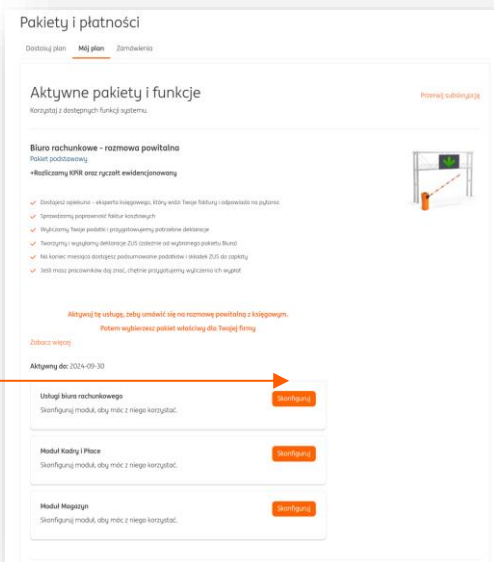 Pakiety i płatności
Dostosuj plan Mój plan Zamówienia
Aktywne pakiety i funkcje
Przerwij subskrypcję
Korzystaj z dostępnych funkcji systemu.
Biuro rachunkowe - rozmowa powitalna
Pakiet podstawowy
+Rozliczamy KPiR oraz ryczałt ewidencjonowany
Dostajesz opiekuna - eksperta księgowego, który widzi Twoje faktury i odpowiada na pytania
Sprawdzamy poprawność faktur kosztowych
Wyliczamy Twoje podatki i przygotowujemy potrzebne deklaracje
Tworzymy i wysyłamy deklaracje ZUS (zależnie od wybranego pakietu Biura)
Na koniec miesiąca dostajesz podsumowanie podatków i składek ZUS do zapłaty
Jeśli masz pracowników daj znać, chętnie przygotujemy wyliczenia ich wypłat
Aktywuj tę usługę, żeby umówić się na rozmowę powitalną z księgowym.
Potem wybierzesz pakiet właściwy dla Twojej firmy
Zobacz więcej
Aktywny do: 2024-09-30
Usługi biura rachunkowego
Skonfiguruj moduł, aby móc z niego korzystać.
Skonfiguruj
Moduł Kadry i Płace
Skonfiguruj moduł, aby móc z niego korzystać.
Skonfiguruj
Moduł Magazyn
Skonfiguruj moduł, aby móc z niego korzystać.
Skonfiguruj